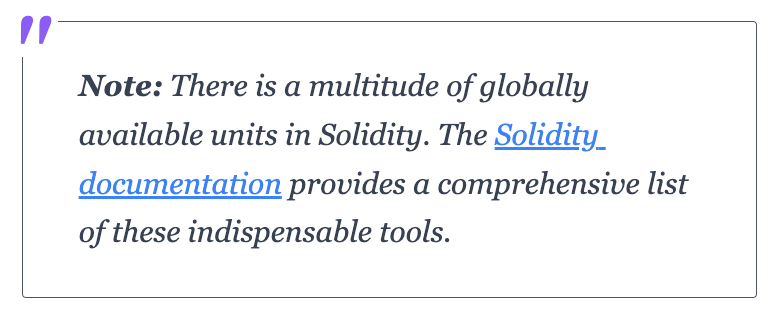 Note: There is a multitude of globally
available units in Solidity. The Solidity
documentation provides a comprehensive list
of these indispensable tools.